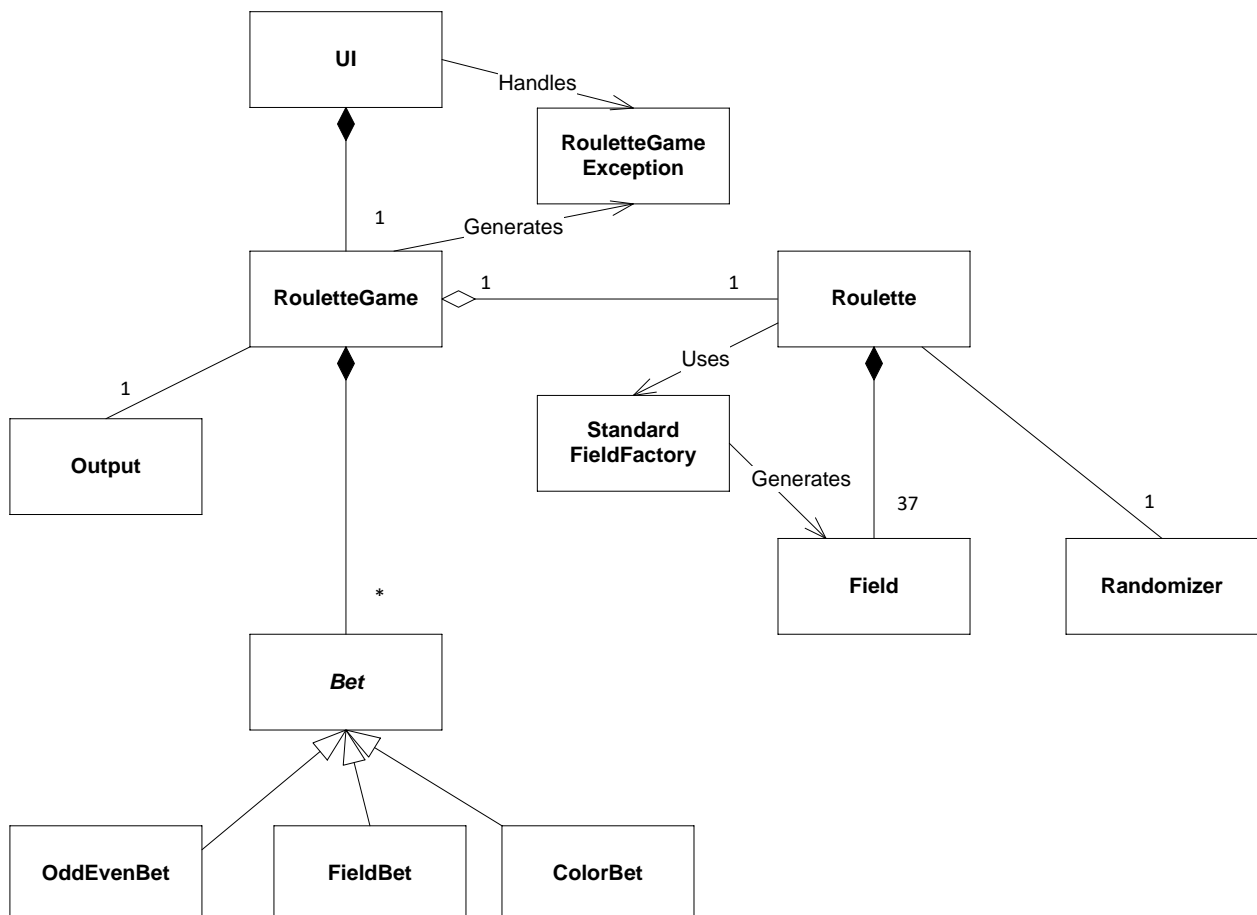 UI
Handles
RouletteGame
Exception
1
Generates
RouletteGame
1
1
Roulette
Uses
1
Output
Standard
FieldFactory
Generates
37
1
Field
Randomizer
*
Bet
OddEvenBet
FieldBet
ColorBet